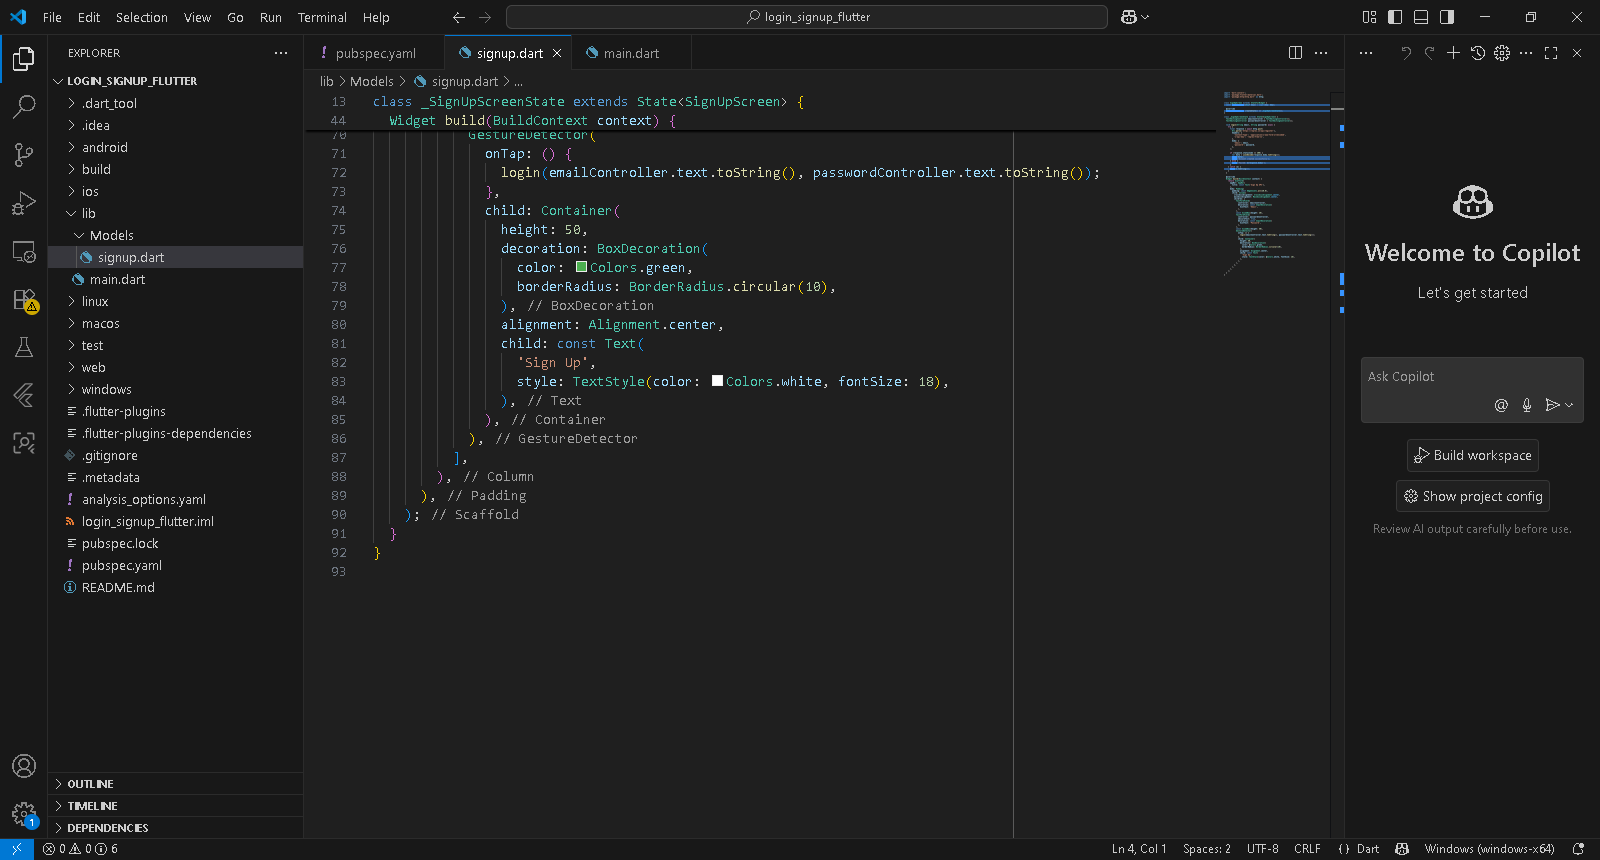 File Edit Selection View Go Run Terminal Help
login_signup_flutter
EXPLORER
LOGIN_SIGNUP_FLUTTER
.dart_tool
.idea
android
build
ios
lib
Models
signup.dart
main.dart
linux
macos
test
web
windows
.flutter-plugins
.flutter-plugins-dependencies
.gitignore
.metadata
analysis_options.yaml
login_signup_flutter.iml
pubspec.lock
pubspec.yaml
README.md
OUTLINE
TIMELINE
DEPENDENCIES
pubspec.yaml signup.dart main.dart
lib > Models > signup.dart > ...
13 class _SignUpScreenState extends State<SignUpScreen> {
44 Widget build(BuildContext context) {
70 GestureDetector(
71 onTap: () {
72 login(emailController.text.toString(), passwordController.text.toString());
73 },
74 child: Container(
75 height: 50,
76 decoration: BoxDecoration(
77 color: Colors.green,
78 borderRadius: BorderRadius.circular(10),
79 ), // BoxDecoration
80 alignment: Alignment.center,
81 child: const Text(
82 'Sign Up',
83 style: TextStyle(color: Colors.white, fontSize: 18),
84 ), // Text
85 ), // Container
86 ), // GestureDetector
87 ],
88 ), // Column
89 ), // Padding
90 ); // Scaffold
91 }
92 }
93
Welcome to Copilot
Let's get started
Ask Copilot
Build workspace
Show project config
Review AI output carefully before use.
1
0 0 6
Ln 4, Col 1 Spaces: 2 UTF-8 CRLF {} Dart Windows (windows-x64)